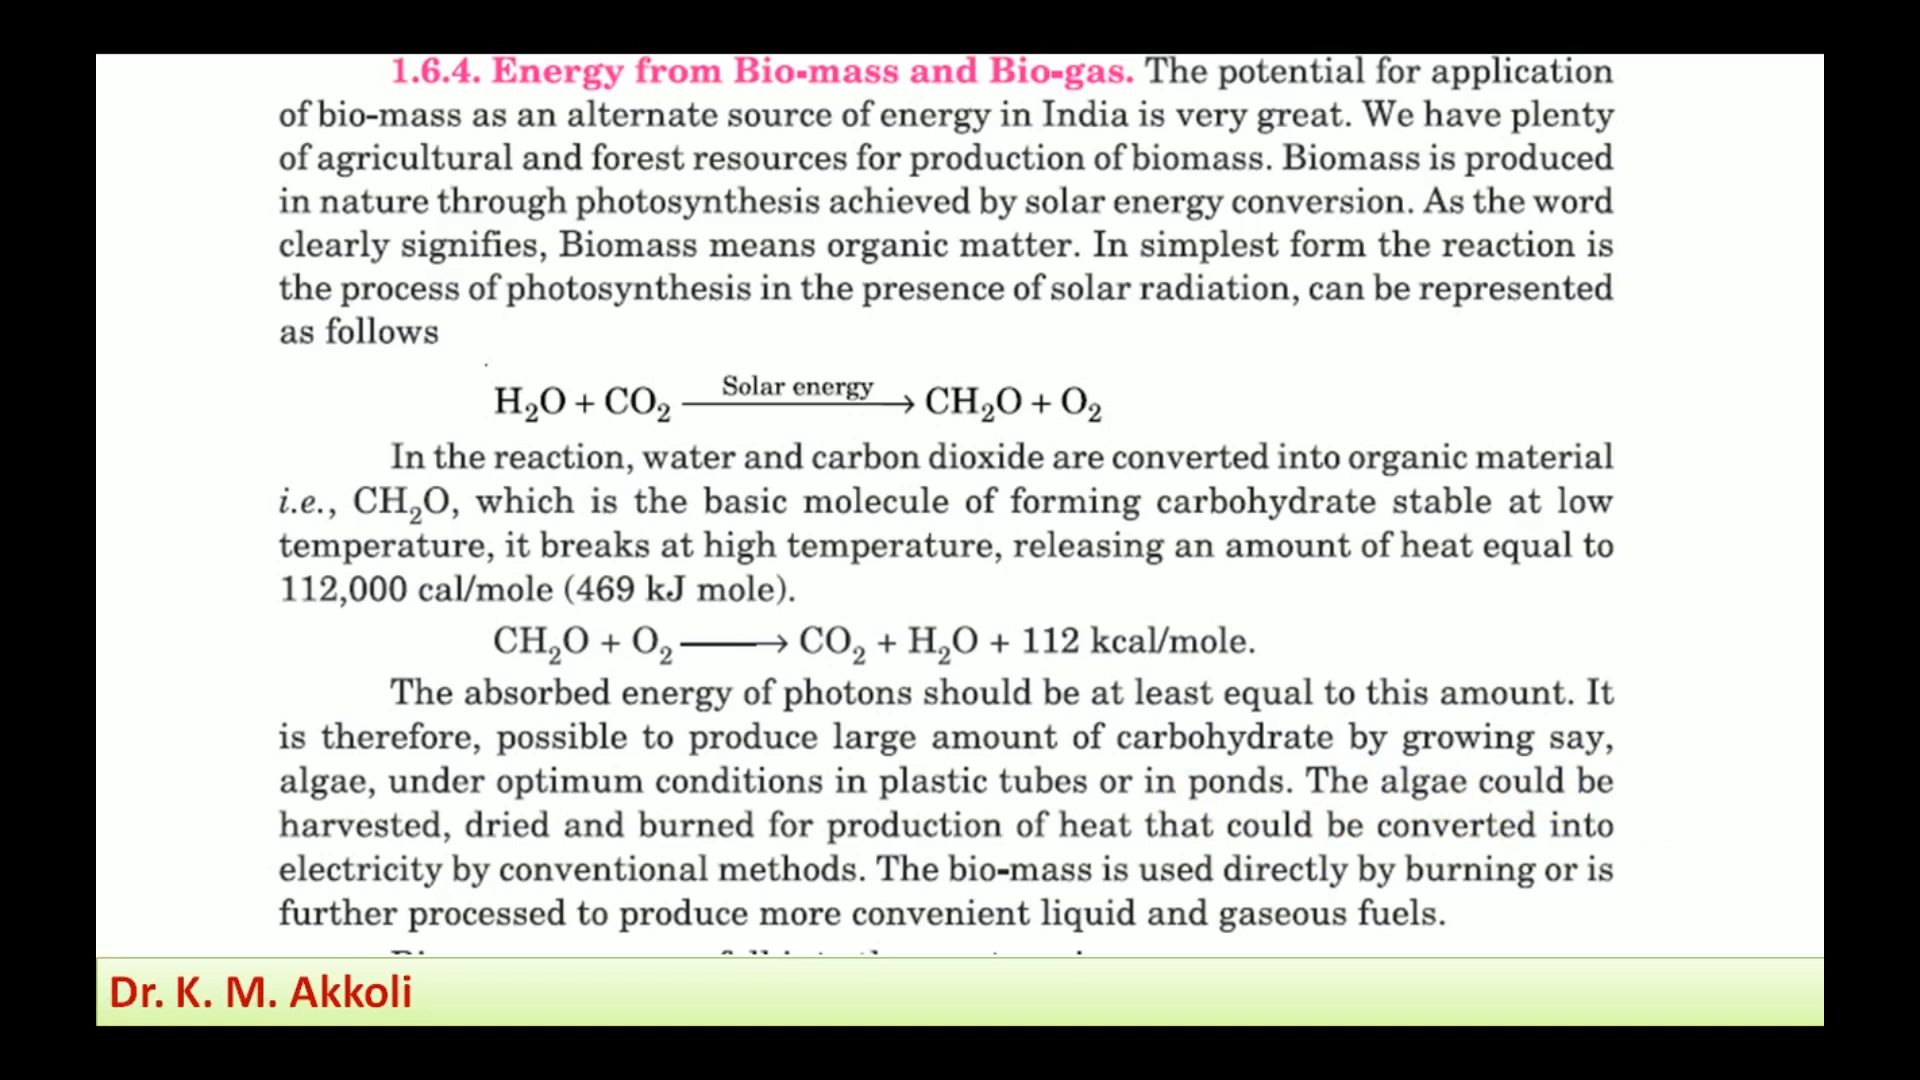 1.6.4. Energy from Bio-mass and Bio-gas. The potential for application
of bio-mass as an alternate source of energy in India is very great. We have plenty
of agricultural and forest resources for production of biomass. Biomass is produced
in nature through photosynthesis achieved by solar energy conversion. As the word
clearly signifies, Biomass means organic matter. In simplest form the reaction is
the process of photosynthesis in the presence of solar radiation, can be represented
as follows
H₂O + CO₂ —Solar energy→ CH₂O + O₂
In the reaction, water and carbon dioxide are converted into organic material
i.e., CH₂O, which is the basic molecule of forming carbohydrate stable at low
temperature, it breaks at high temperature, releasing an amount of heat equal to
112,000 cal/mole (469 kJ mole).
CH₂O + O₂ ⟶ CO₂ + H₂O + 112 kcal/mole.
The absorbed energy of photons should be at least equal to this amount. It
is therefore, possible to produce large amount of carbohydrate by growing say,
algae, under optimum conditions in plastic tubes or in ponds. The algae could be
harvested, dried and burned for production of heat that could be converted into
electricity by conventional methods. The bio-mass is used directly by burning or is
further processed to produce more convenient liquid and gaseous fuels.
Dr. K. M. Akkoli